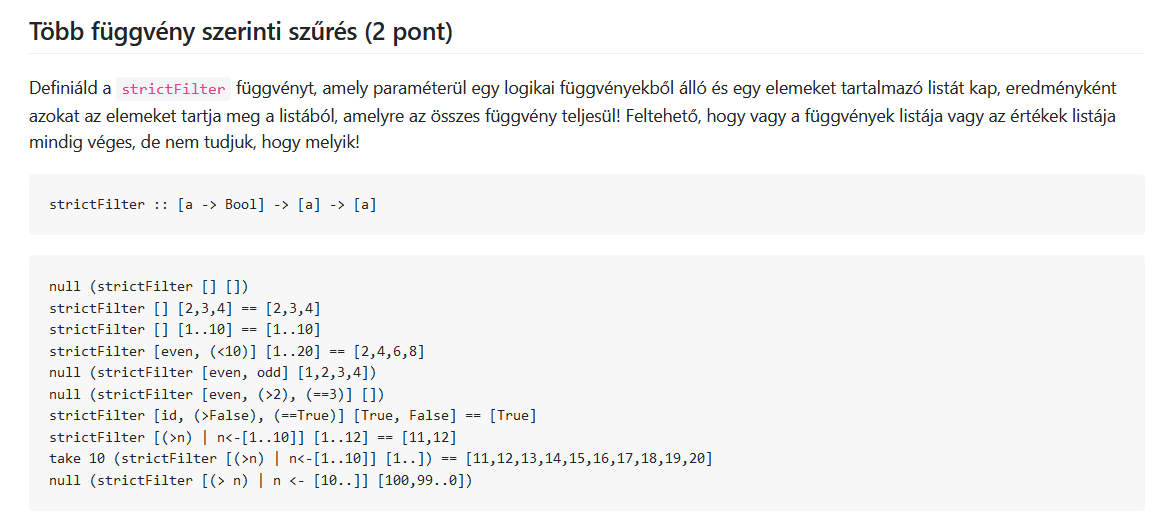 Több függvény szerinti szűrés (2 pont)
Definiáld a strictFilter függvényt, amely paraméterül egy logikai függvényekből álló és egy elemeket tartalmazó listát kap, eredményként
azokat az elemeket tartja meg a listából, amelyre az összes függvény teljesül! Feltehető, hogy vagy a függvények listája vagy az értékek listája
mindig véges, de nem tudjuk, hogy melyik!
strictFilter :: [a -> Bool] -> [a] -> [a]
null (strictFilter [] [])
strictFilter [] [2,3,4] == [2,3,4]
strictFilter [] [1..10] == [1..10]
strictFilter [even, (<10)] [1..20] == [2,4,6,8]
null (strictFilter [even, odd] [1,2,3,4])
null (strictFilter [even, (>2), (==3)] [])
strictFilter [id, (>False), (==True)] [True, False] == [True]
strictFilter [(>n) | n<-[1..10]] [1..12] == [11,12]
take 10 (strictFilter [(>n) | n<-[1..10]] [1..]) == [11,12,13,14,15,16,17,18,19,20]
null (strictFilter [(> n) | n <- [10..]] [100,99..0])